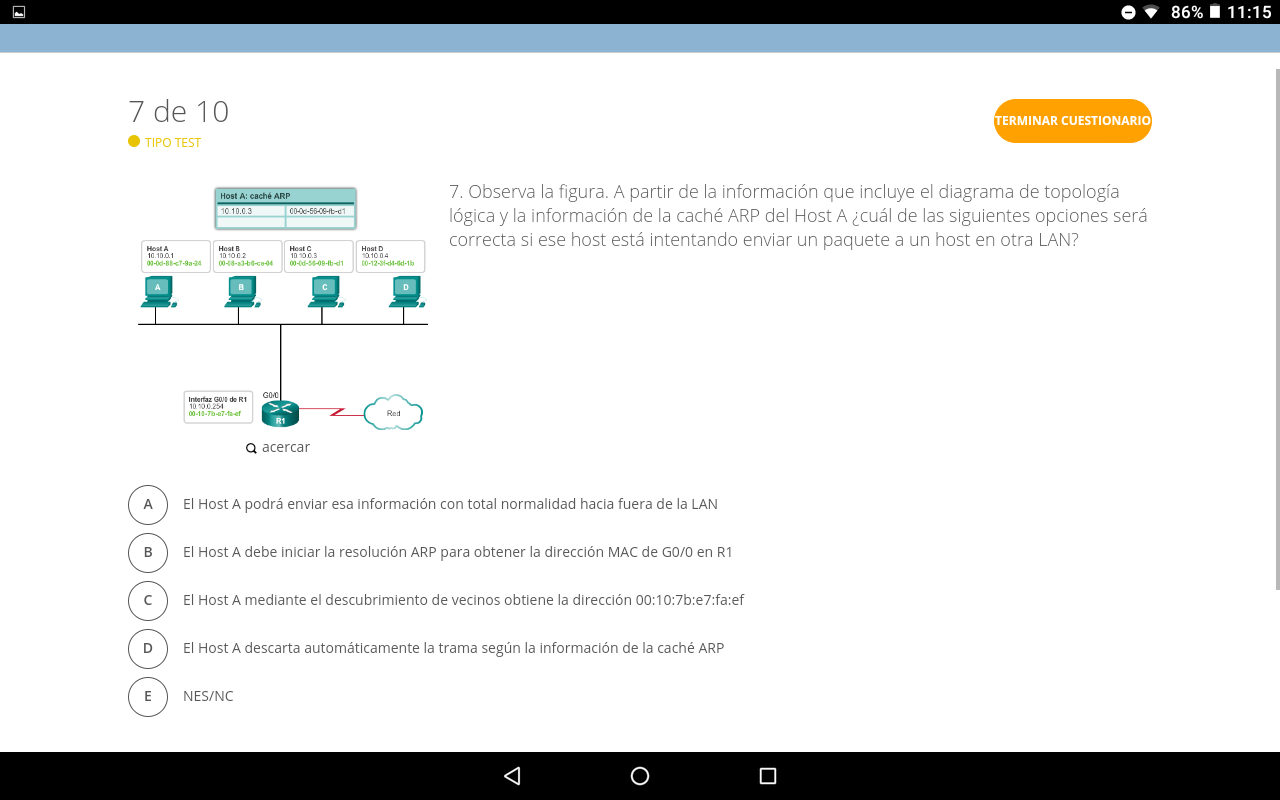 86% 11:15
7 de 10
TERMINAR CUESTIONARIO
TIPO TEST
7. Observa la figura. A partir de la información que incluye el diagrama de topología
lógica y la información de la caché ARP del Host A ¿cuál de las siguientes opciones será
correcta si ese host está intentando enviar un paquete a un host en otra LAN?
Host A: caché ARP
10.10.0.3 00-0d-56-09-fb-d1
Host A
10.10.0.1
00-0d-88-c7-9a-24
Host B
10.10.0.2
00-08-a3-b6-ce-04
Host C
10.10.0.3
00-0d-56-09-fb-d1
Host D
10.10.0.4
00-12-3f-d4-6d-1b
A B C D
Interfaz G0/0 de R1
10.10.0.254
00-10-7b-e7-fa-ef
G0/0
R1
Red
acercar
A El Host A podrá enviar esa información con total normalidad hacia fuera de la LAN
B El Host A debe iniciar la resolución ARP para obtener la dirección MAC de G0/0 en R1
C El Host A mediante el descubrimiento de vecinos obtiene la dirección 00:10:7b:e7:fa:ef
D El Host A descarta automáticamente la trama según la información de la caché ARP
E NES/NC